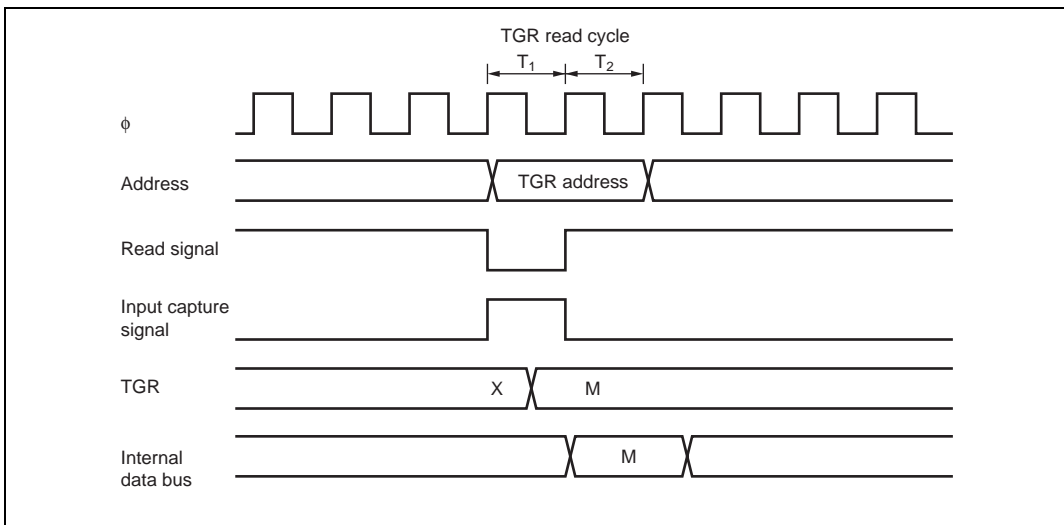 TGR read cycle
T1 T2
ϕ
Address
TGR address
Read signal
Input capture
signal
TGR
X M
Internal
data bus
M